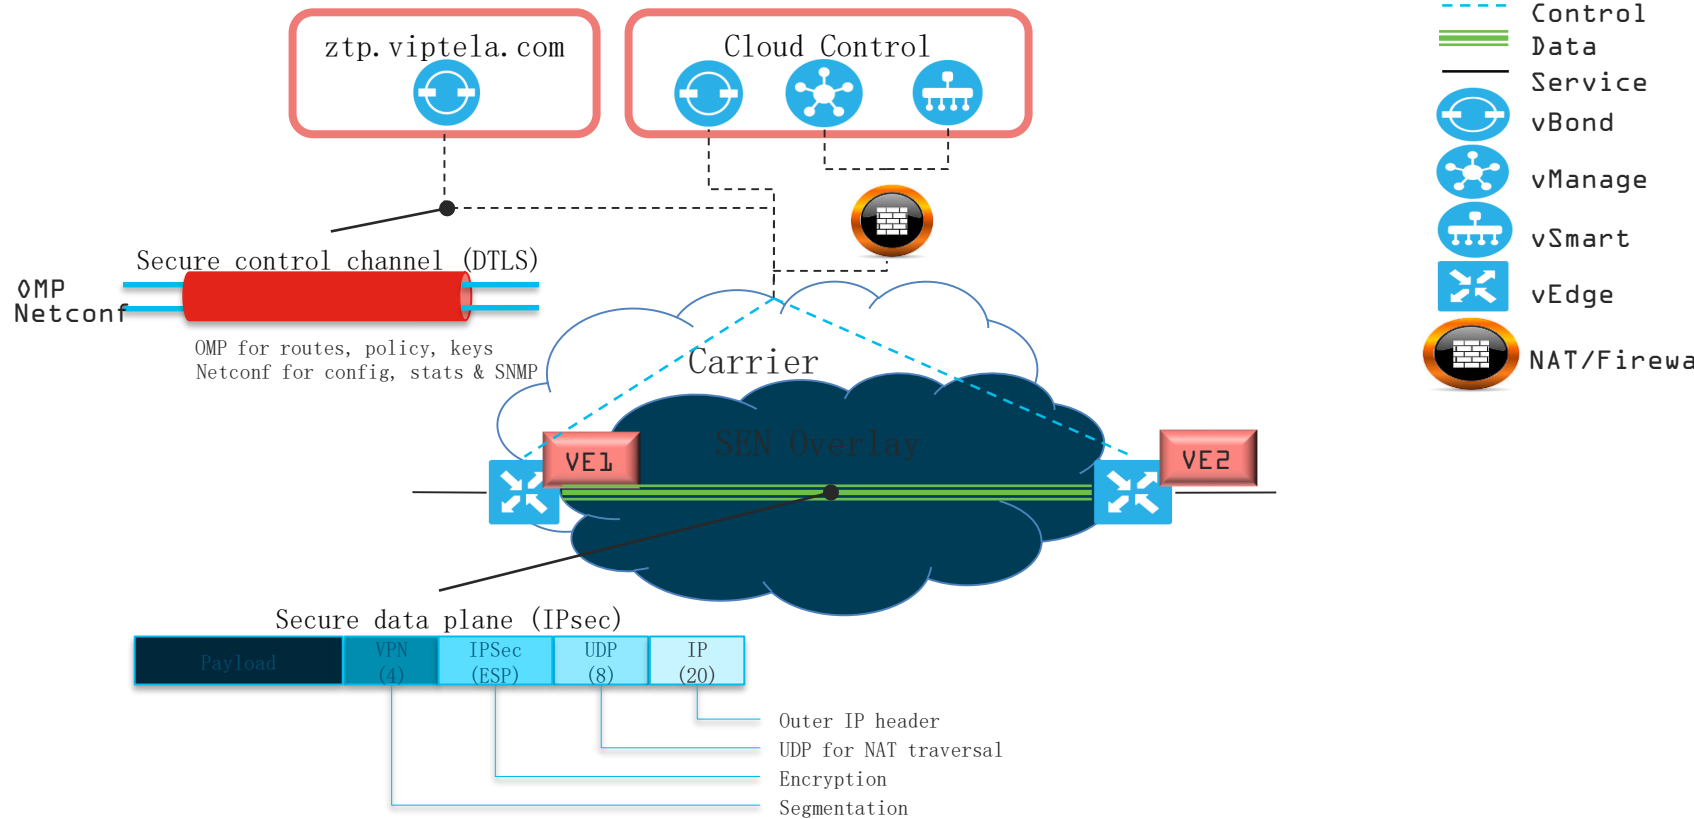 ztp.viptela.com
Cloud Control
Control
Data
Service
vBond
vManage
vSmart
vEdge
NAT/Firewa
Secure control channel (DTLS)
OMP
Netconf
OMP for routes, policy, keys
Netconf for config, stats & SNMP
Carrier
SEN Overlay
VE1
VE2
Secure data plane (IPsec)
Payload
VPN
(4)
IPSec
(ESP)
UDP
(8)
IP
(20)
Outer IP header
UDP for NAT traversal
Encryption
Segmentation